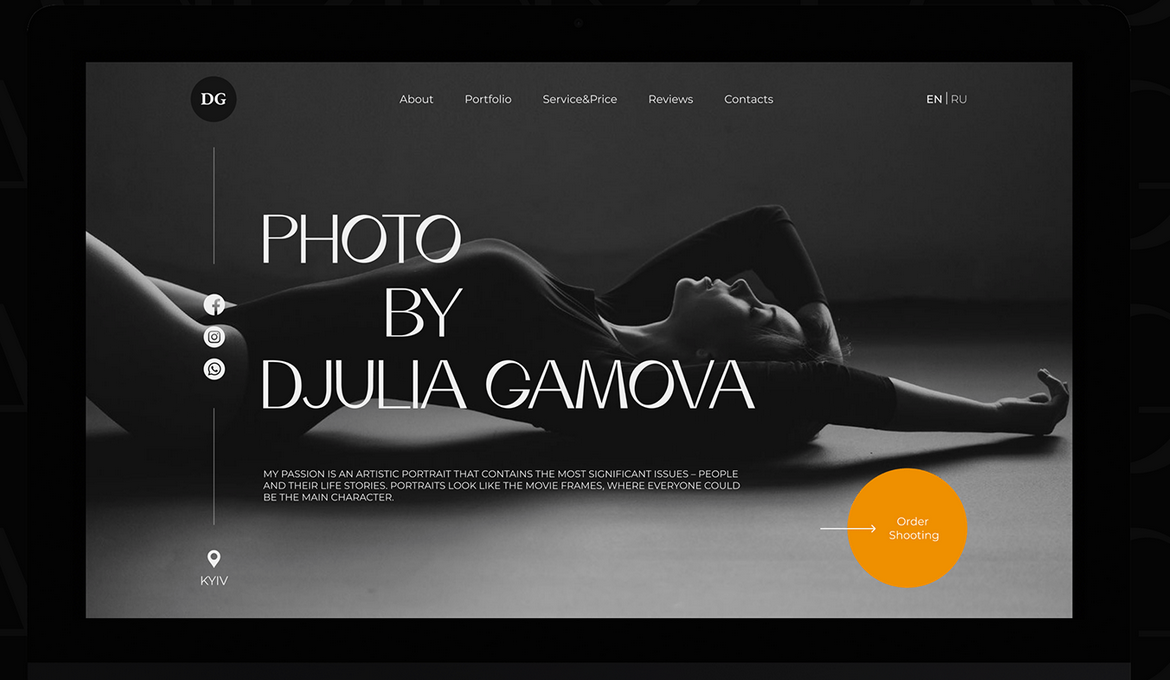 DG
About Portfolio Service&Price Reviews Contacts
EN | RU
PHOTO
BY
DJULIA GAMOVA
MY PASSION IS AN ARTISTIC PORTRAIT THAT CONTAINS THE MOST SIGNIFICANT ISSUES – PEOPLE
AND THEIR LIFE STORIES. PORTRAITS LOOK LIKE THE MOVIE FRAMES, WHERE EVERYONE COULD
BE THE MAIN CHARACTER.
Order
Shooting
KYIV